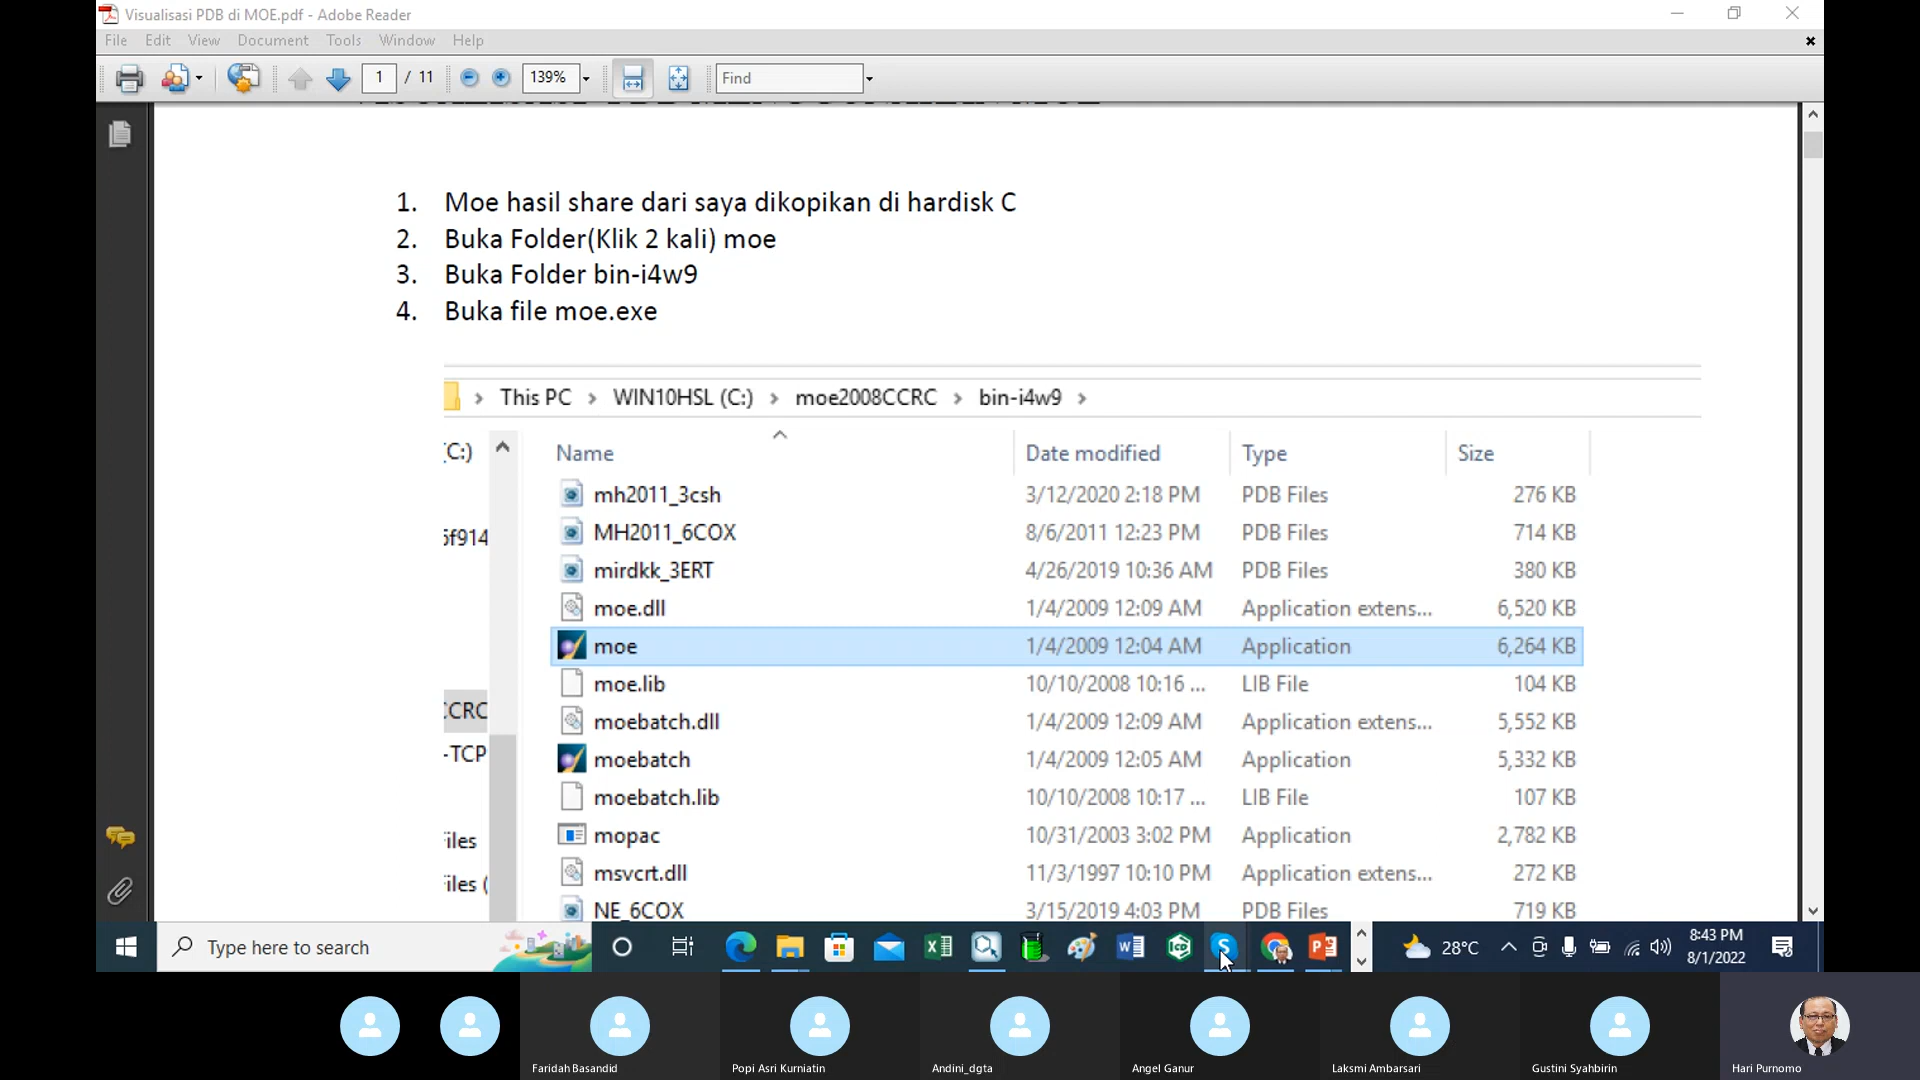 Visualisasi PDB di MOE.pdf - Adobe Reader
File Edit View Document Tools Window Help
1 / 11 139% Find
1. Moe hasil share dari saya dikopikan di hardisk C
2. Buka Folder(Klik 2 kali) moe
3. Buka Folder bin-i4w9
4. Buka file moe.exe
This PC > WIN10HSL (C:) > moe2008CCRC > bin-i4w9 >
(C:) Name Date modified Type Size
mh2011_3csh 3/12/2020 2:18 PM PDB Files 276 KB
MH2011_6COX 8/6/2011 12:23 PM PDB Files 714 KB
mirdkk_3ERT 4/26/2019 10:36 AM PDB Files 380 KB
moe.dll 1/4/2009 12:09 AM Application extens... 6,520 KB
moe 1/4/2009 12:04 AM Application 6,264 KB
moe.lib 10/10/2008 10:16 ... LIB File 104 KB
CCRC moebatch.dll 1/4/2009 12:09 AM Application extens... 5,552 KB
-TCP moebatch 1/4/2009 12:05 AM Application 5,332 KB
moebatch.lib 10/10/2008 10:17 ... LIB File 107 KB
iles mopac 10/31/2003 3:02 PM Application 2,782 KB
iles ( msvcrt.dll 11/3/1997 10:10 PM Application extens... 272 KB
NE_6COX 3/15/2019 4:03 PM PDB Files 719 KB
Type here to search 28°C 8:43 PM
8/1/2022
Faridah Basandid Popi Asri Kurniatin Andini_dgta Angel Ganur Laksmi Ambarsari Gustini Syahbirin Hari Purnomo